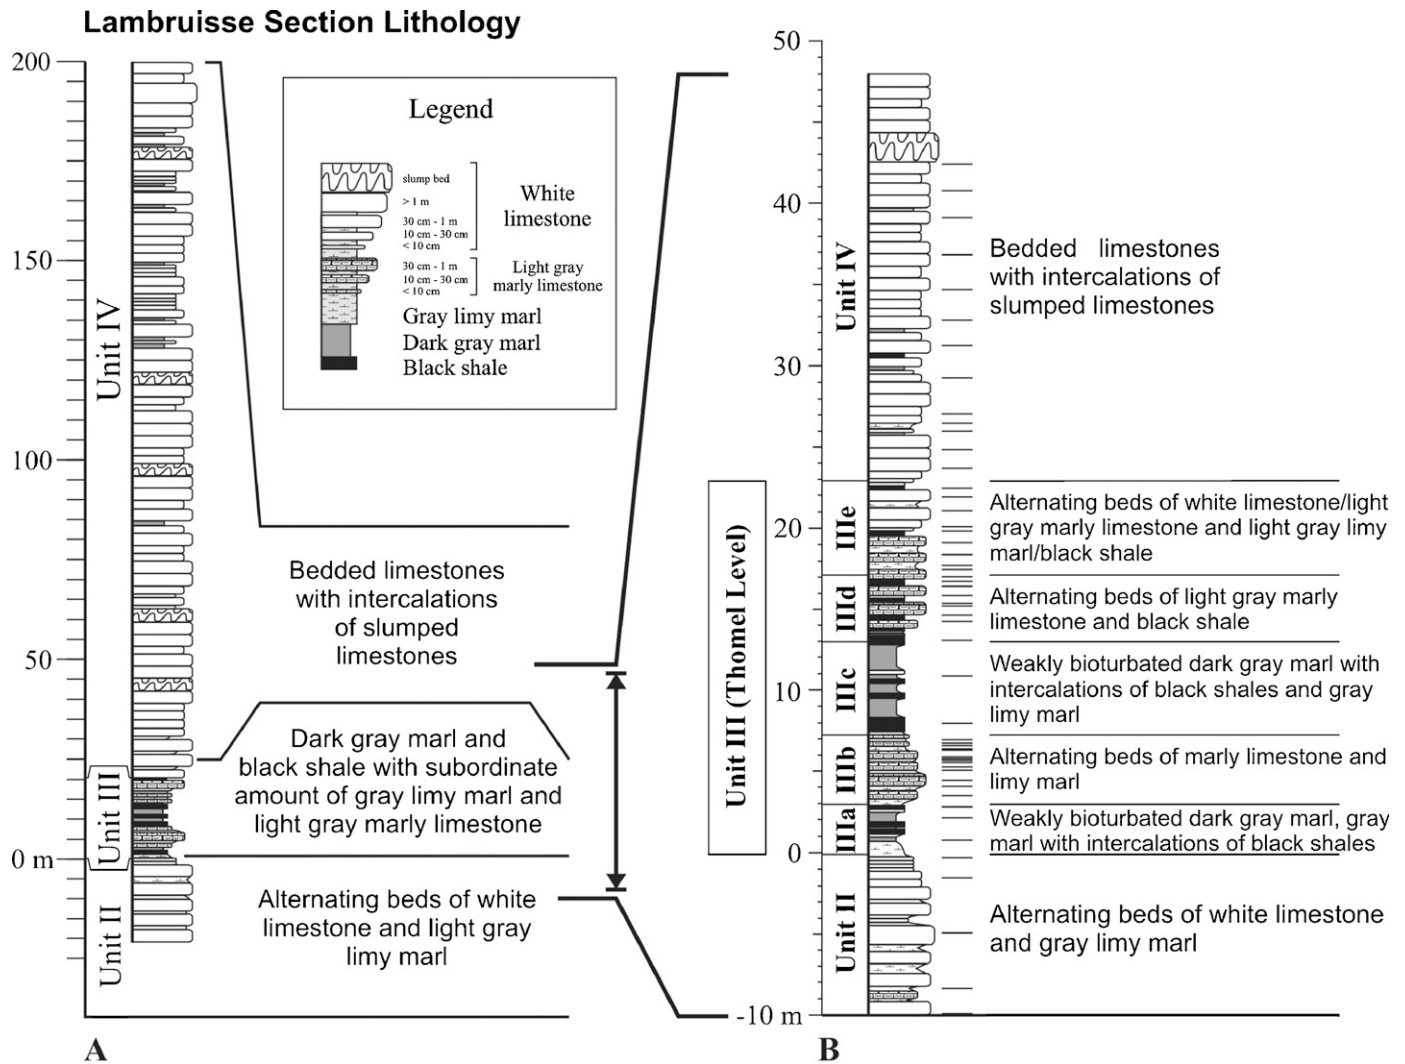 Lambruisse Section Lithology
200
150
100
50
0 m
Unit IV
Unit III
Unit II
Legend
slump bed
> 1 m
30 cm - 1 m
10 cm - 30 cm
< 10 cm
White
limestone
30 cm - 1 m
10 cm - 30 cm
< 10 cm
Light gray
marly limestone
Gray limy marl
Dark gray marl
Black shale
Bedded limestones
with intercalations
of slumped
limestones
Dark gray marl and
black shale with subordinate
amount of gray limy marl and
light gray marly limestone
Alternating beds of white
limestone and light gray
limy marl
A
50
40
30
20
10
0
-10 m
Unit III (Thomel Level)
Unit IV
IIIe
IIId
IIIc
IIIb
IIIa
Unit II
Bedded limestones
with intercalations of
slumped limestones
Alternating beds of white limestone/light
gray marly limestone and light gray limy
marl/black shale
Alternating beds of light gray marly
limestone and black shale
Weakly bioturbated dark gray marl with
intercalations of black shales and gray
limy marl
Alternating beds of marly limestone and
limy marl
Weakly bioturbated dark gray marl, gray
marl with intercalations of black shales
Alternating beds of white limestone
and gray limy marl
B